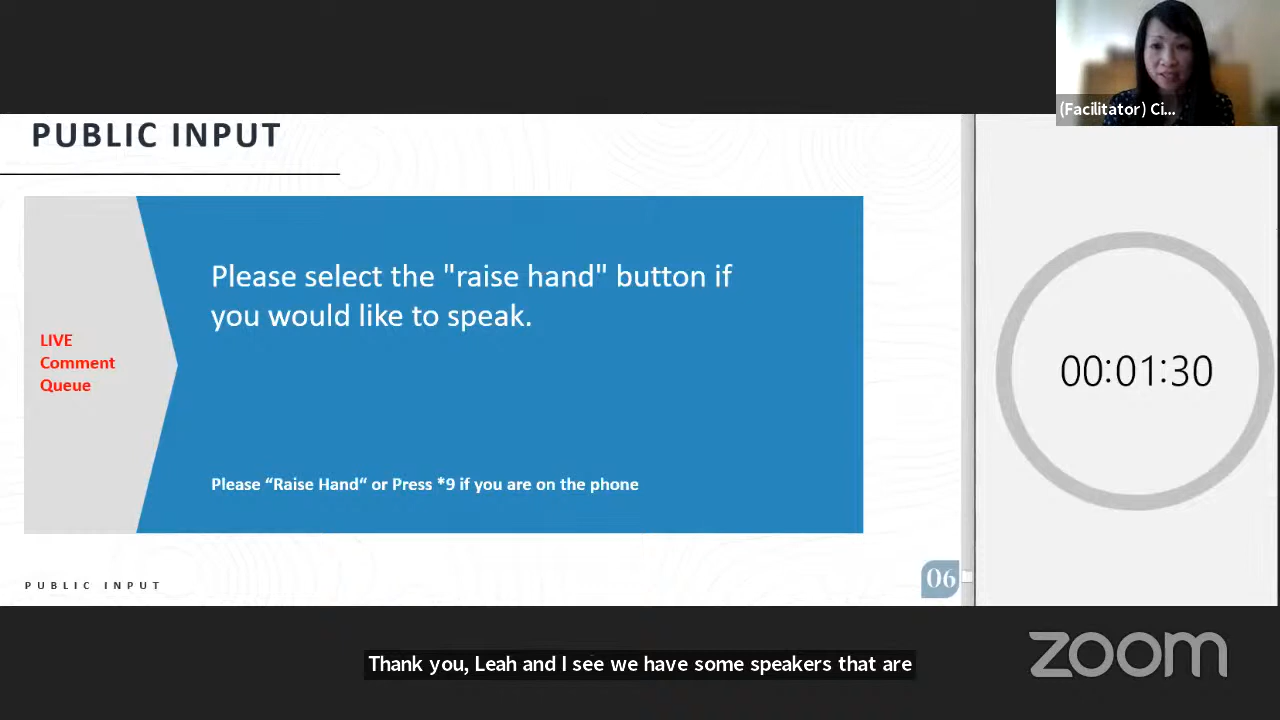 (Facilitator) Ci...
PUBLIC INPUT
Please select the "raise hand" button if
you would like to speak.
LIVE
Comment
Queue
00:01:30
Please “Raise Hand“ or Press *9 if you are on the phone
PUBLIC INPUT
06
Thank you, Leah and I see we have some speakers that are
zoom